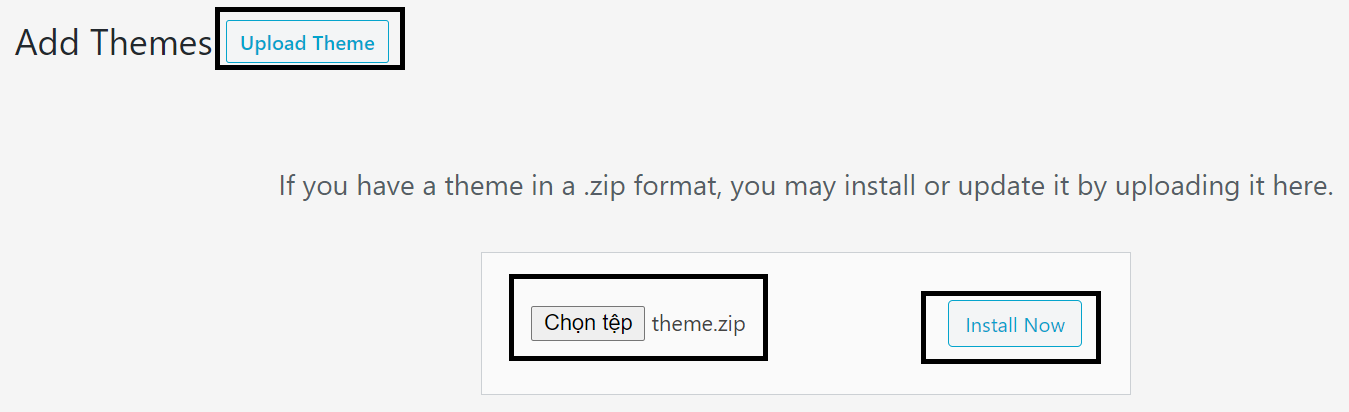 Add Themes Upload Theme
If you have a theme in a .zip format, you may install or update it by uploading it here.
Chọn tệp theme.zip Install Now